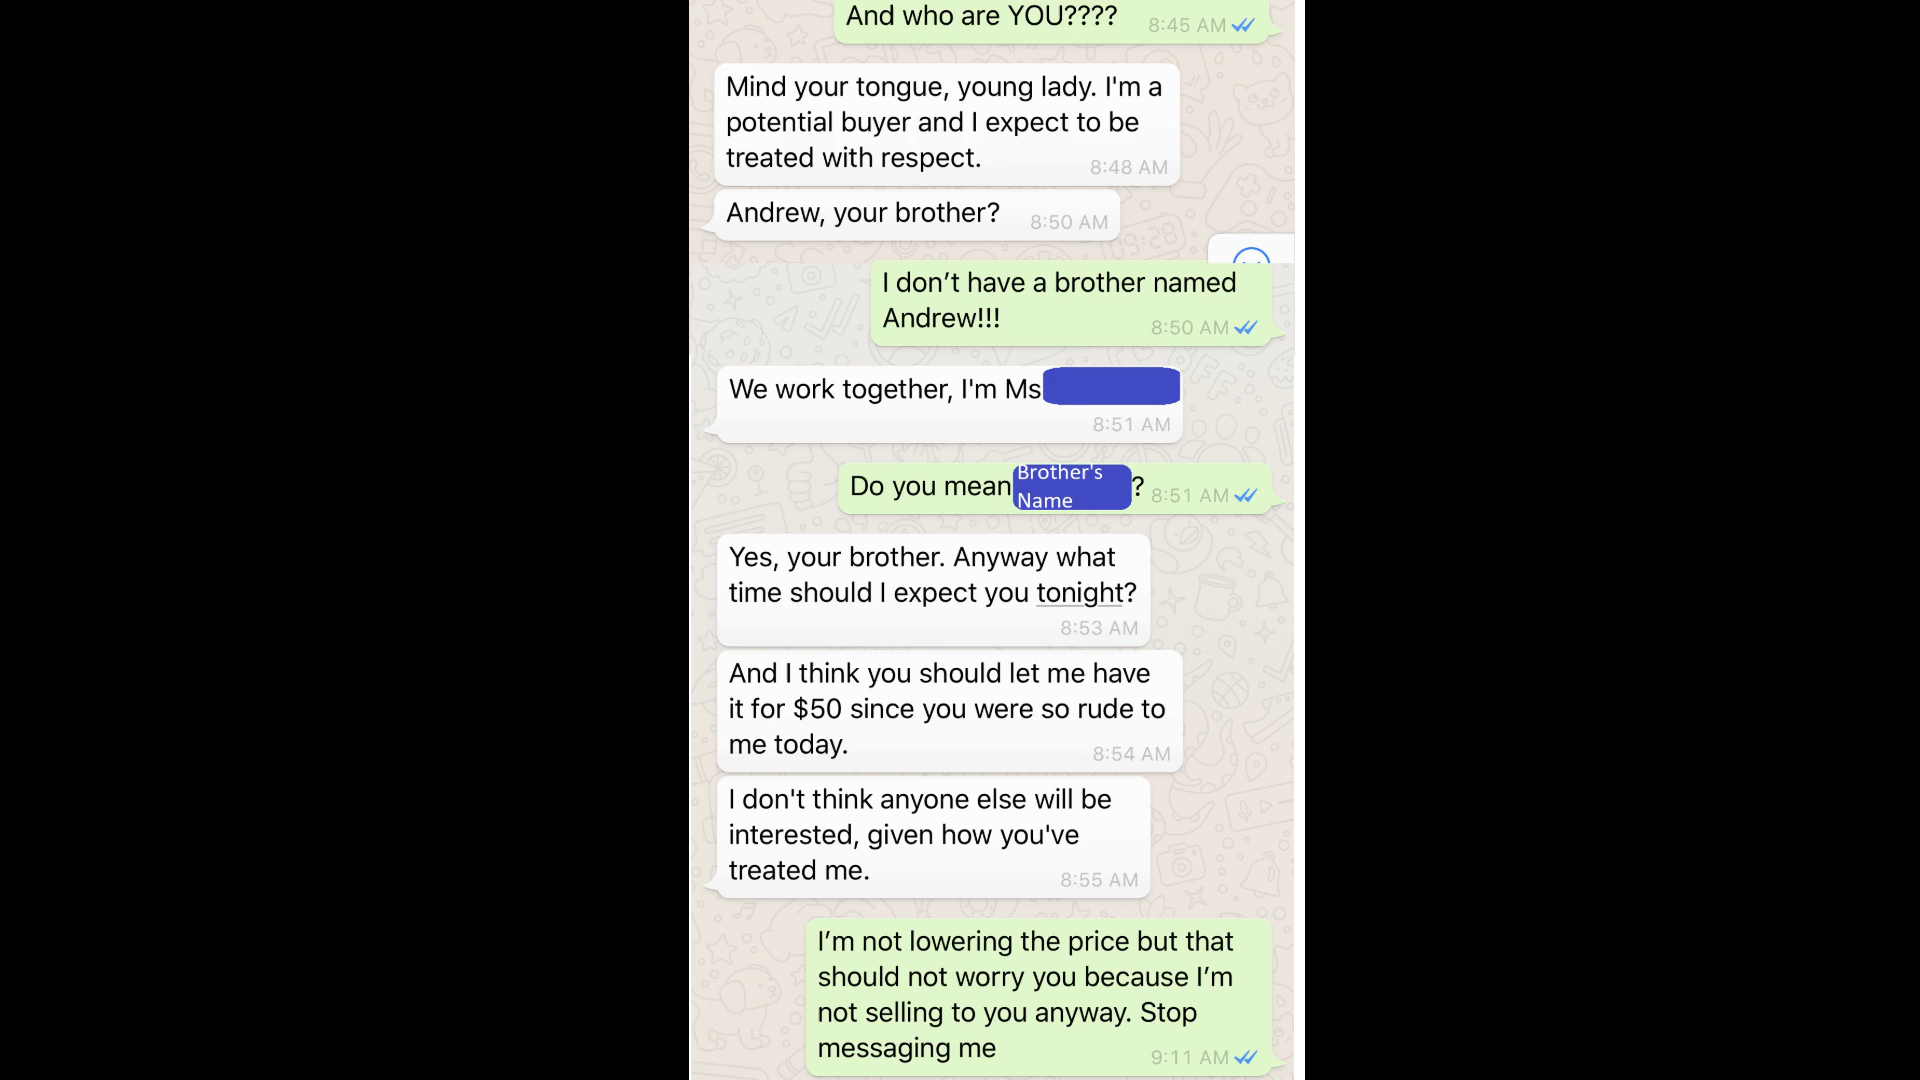 And who are YOU????
8:45 AM
Mind your tongue, young lady. I'm a
potential buyer and I expect to be
treated with respect.
8:48 AM
Andrew, your brother?
8:50 AM
I don’t have a brother named
Andrew!!!
8:50 AM
We work together, I'm Ms
8:51 AM
Do you mean Brother's
Name ?
8:51 AM
Yes, your brother. Anyway what
time should I expect you tonight?
8:53 AM
And I think you should let me have
it for $50 since you were so rude to
me today.
8:54 AM
I don't think anyone else will be
interested, given how you've
treated me.
8:55 AM
I’m not lowering the price but that
should not worry you because I’m
not selling to you anyway. Stop
messaging me
9:11 AM